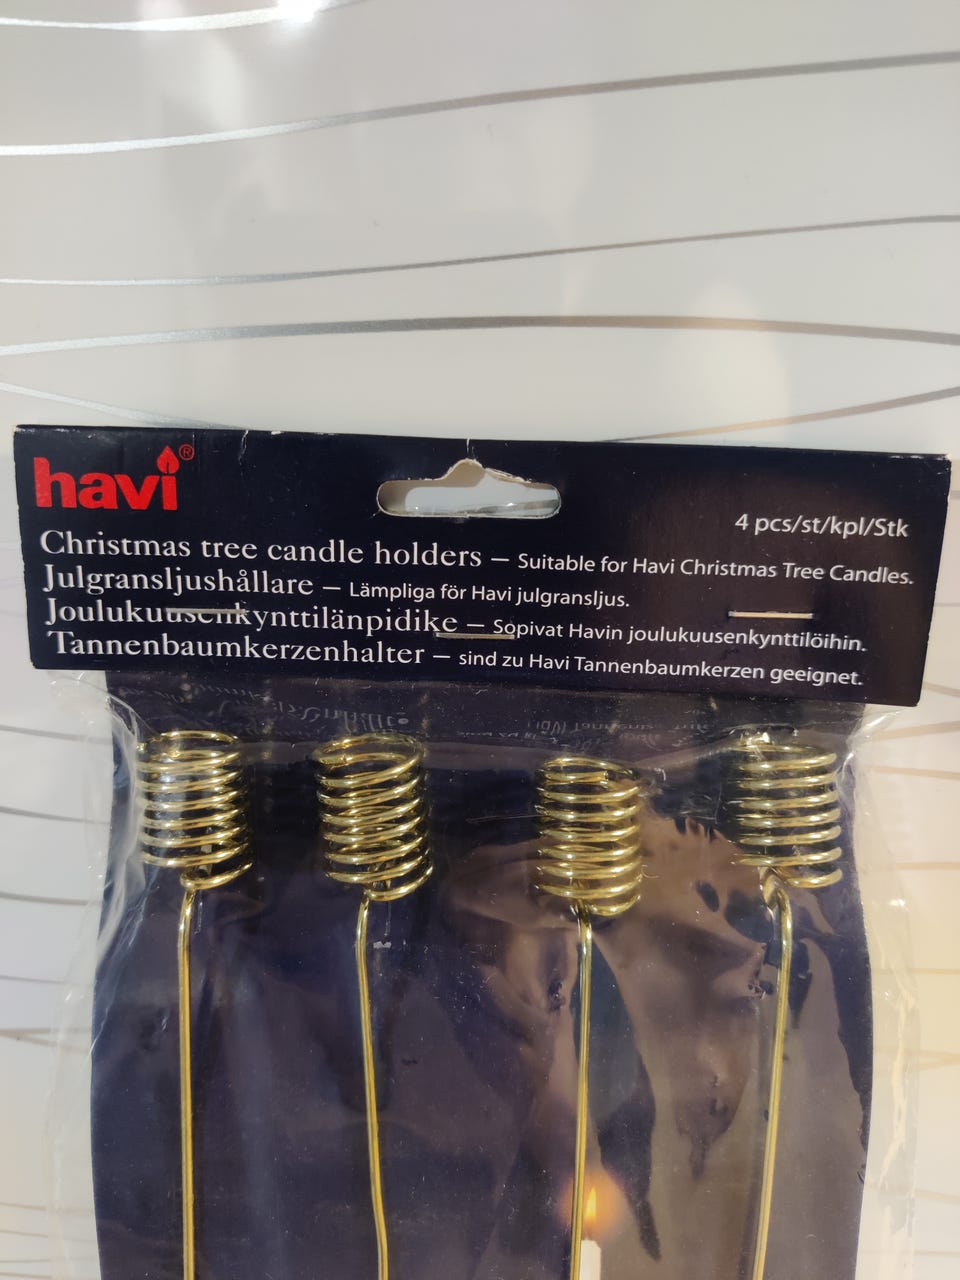 havi®
4 pcs/st/kpl/Stk
Christmas tree candle holders – Suitable for Havi Christmas Tree Candles.
Julgransljushållare – Lämpliga för Havi julgransljus.
Joulukuusenkynttilänpidike – Sopivat Havin joulukuusenkynttilöihin.
Tannenbaumkerzenhalter – sind zu Havi Tannenbaumkerzen geeignet.